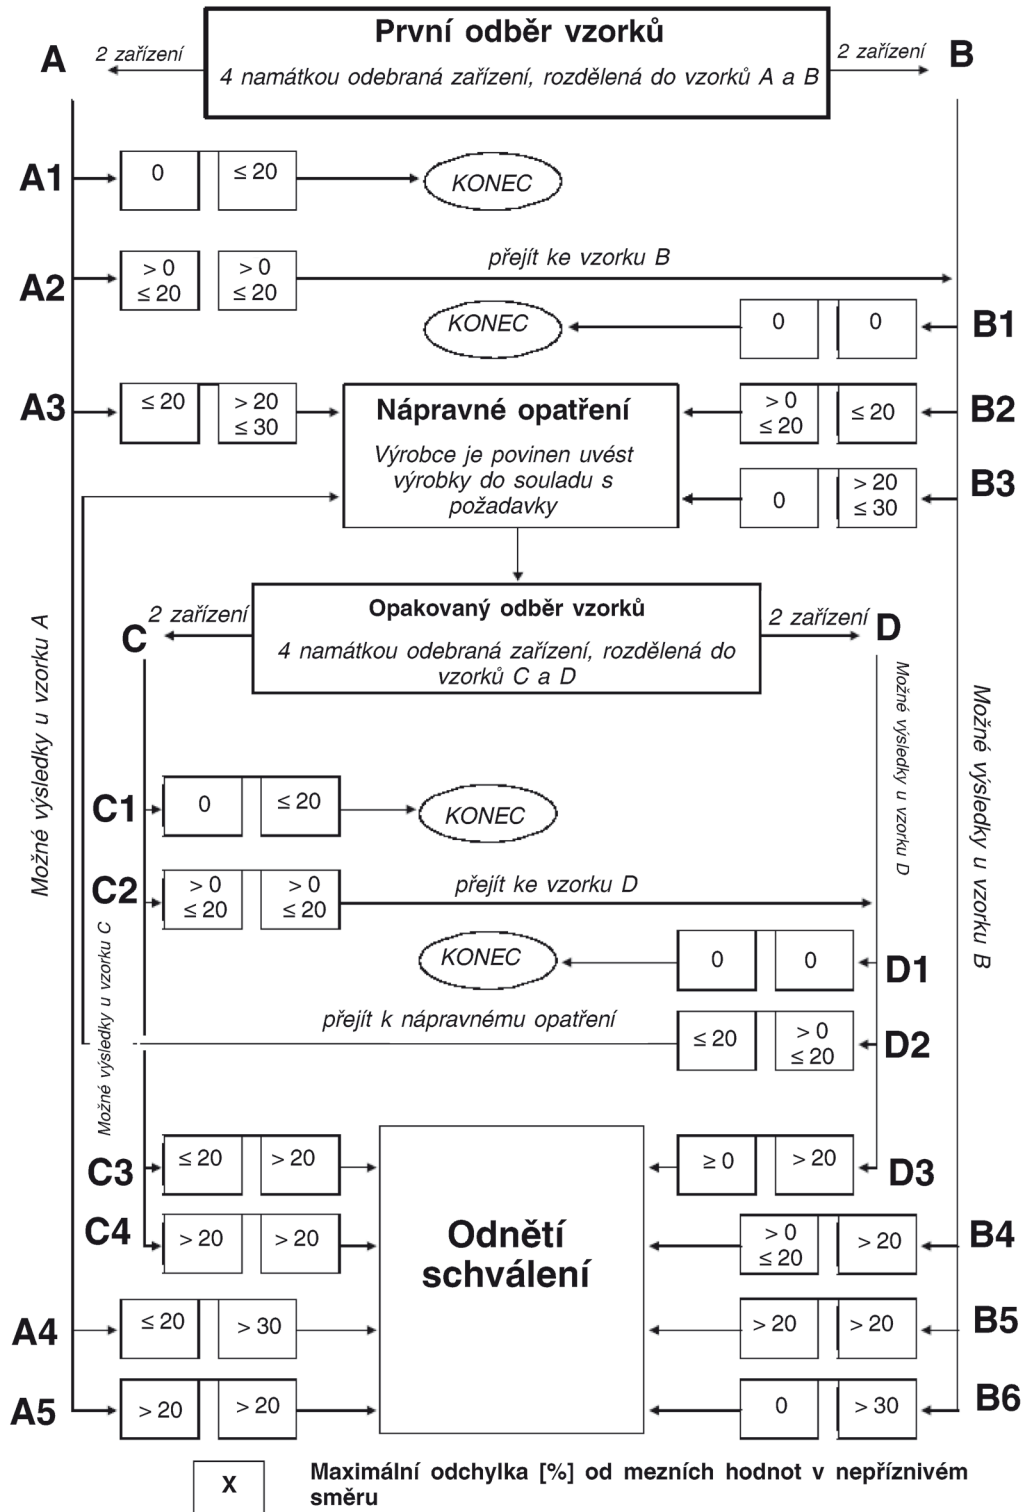 První odběr vzorků
A
2 zařízení
4 namátkou odebraná zařízení, rozdělená do vzorků A a B
2 zařízení
B
A1
0
≤ 20
KONEC
A2
> 0
≤ 20
> 0
≤ 20
přejít ke vzorku B
KONEC
0
0
B1
A3
≤ 20
> 20
≤ 30
Nápravné opatření
Výrobce je povinen uvést
výrobky do souladu s
požadavky
> 0
≤ 20
≤ 20
B2
0
> 20
≤ 30
B3
Opakovaný odběr vzorků
C
2 zařízení
4 namátkou odebraná zařízení, rozdělená do
vzorků C a D
2 zařízení
D
Možné výsledky u vzorku A
Možné výsledky u vzorku D
Možné výsledky u vzorku B
C1
0
≤ 20
KONEC
C2
> 0
≤ 20
> 0
≤ 20
přejít ke vzorku D
Možné výsledky u vzorku C
KONEC
0
0
D1
přejít k nápravnému opatření
≤ 20
> 0
≤ 20
D2
C3
≤ 20
> 20
Odnětí
schválení
≥ 0
> 20
D3
C4
> 20
> 20
> 0
≤ 20
> 20
B4
A4
≤ 20
> 30
> 20
> 20
B5
A5
> 20
> 20
0
> 30
B6
X
Maximální odchylka [%] od mezních hodnot v nepříznivém
směru